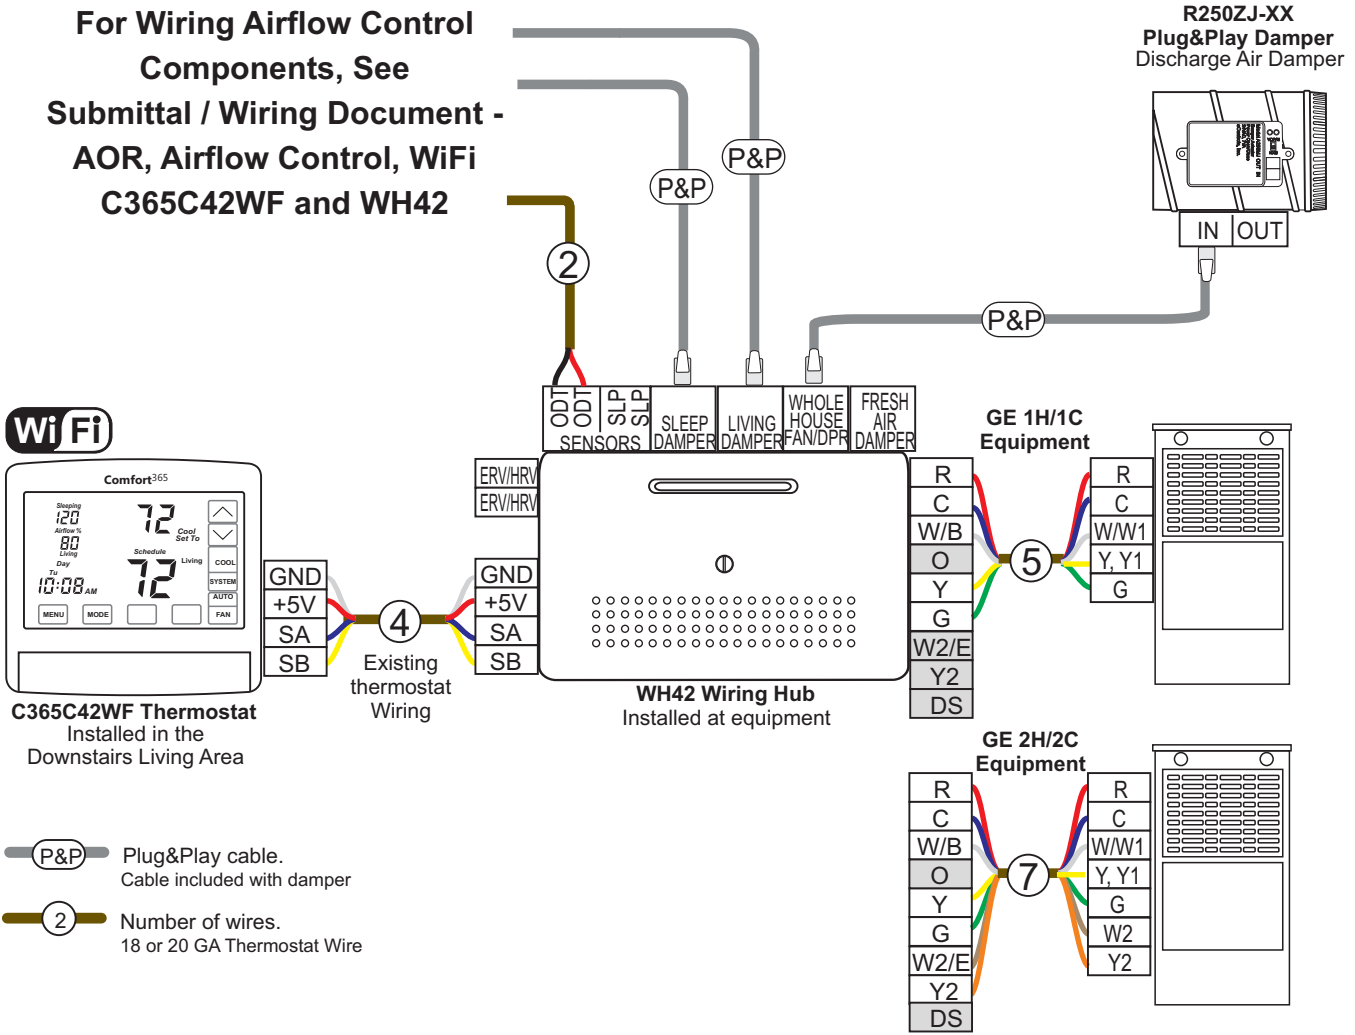 For Wiring Airflow Control
Components, See
Submittal / Wiring Document -
AOR, Airflow Control, WiFi
C365C42WF and WH42
R250ZJ-XX
Plug&Play Damper
Discharge Air Damper
IN
OUT
P&P
P&P
P&P
2
ODT
ODT
SLP
SLP
SENSORS
SLEEP
DAMPER
LIVING
DAMPER
WHOLE
HOUSE
FAN/DPR
FRESH
AIR
DAMPER
WiFi
Comfort365
Sleeping
120
Airflow %
80
Living
Day
Tu
10:08 AM
72
Cool
Set To
Schedule
72
Living
COOL
SYSTEM
AUTO
FAN
MENU
MODE
GND
+5V
SA
SB
4
Existing
thermostat
Wiring
ERV/HRV
ERV/HRV
GND
+5V
SA
SB
WH42 Wiring Hub
Installed at equipment
C365C42WF Thermostat
Installed in the
Downstairs Living Area
GE 1H/1C
Equipment
R
C
W/B
O
Y
G
W2/E
Y2
DS
5
R
C
W/W1
Y, Y1
G
GE 2H/2C
Equipment
R
C
W/B
O
Y
G
W2/E
Y2
DS
7
R
C
W/W1
Y, Y1
G
W2
Y2
P&P
Plug&Play cable.
Cable included with damper
2
Number of wires.
18 or 20 GA Thermostat Wire